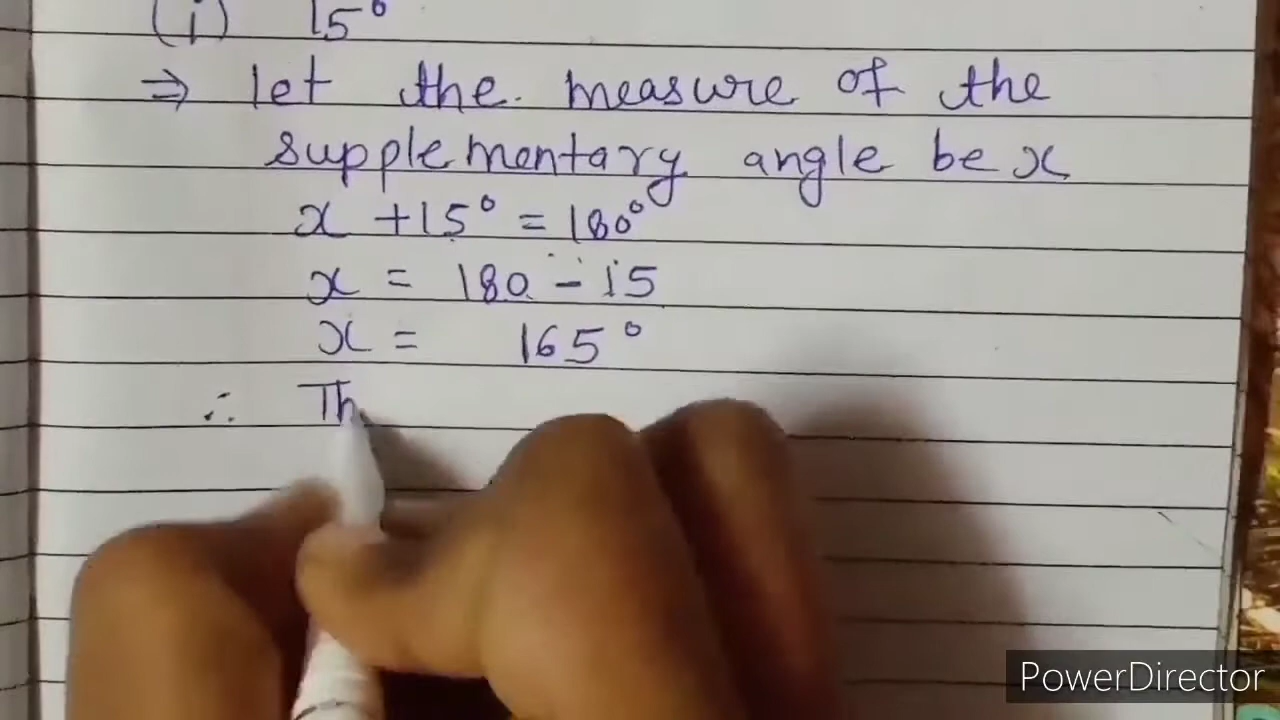 (i) 15°
⇒ let the measure of the
supplementary angle be x
x + 15° = 180°
x = 180 - 15
x = 165°
∴ Th
PowerDirector